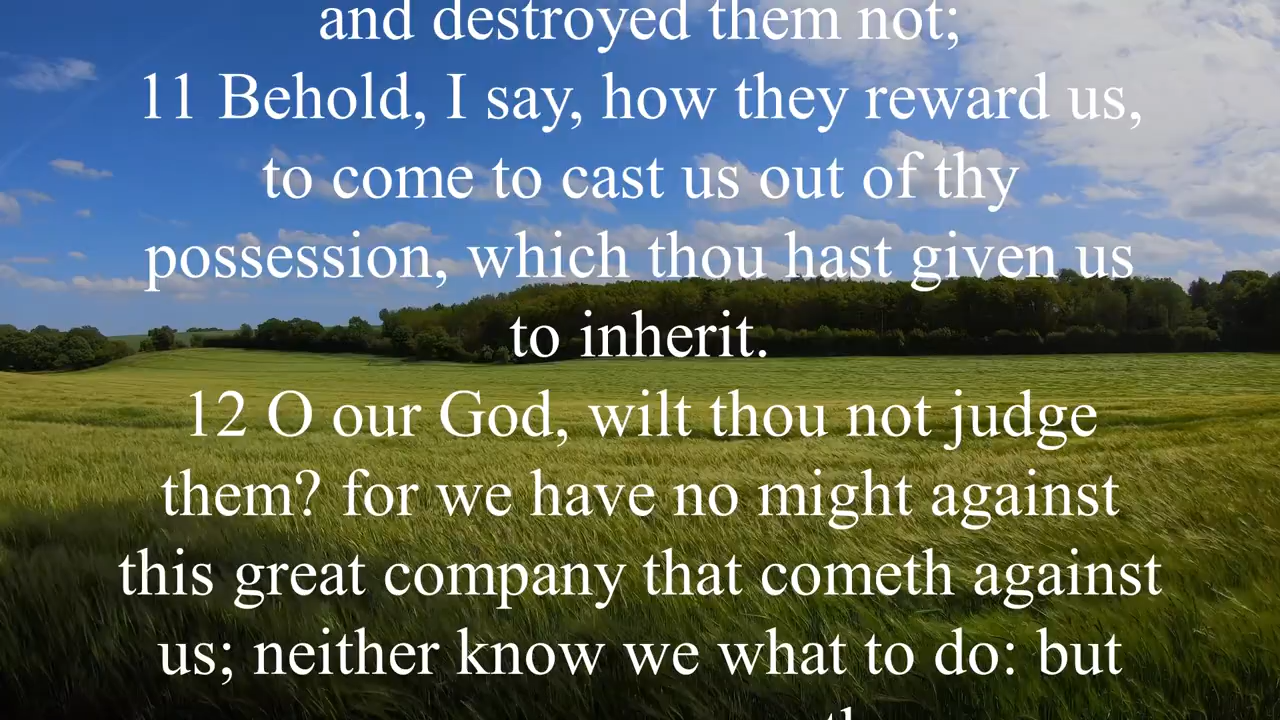 and destroyed them not;
11 Behold, I say, how they reward us,
to come to cast us out of thy
possession, which thou hast given us
to inherit.
12 O our God, wilt thou not judge
them? for we have no might against
this great company that cometh against
us; neither know we what to do: but